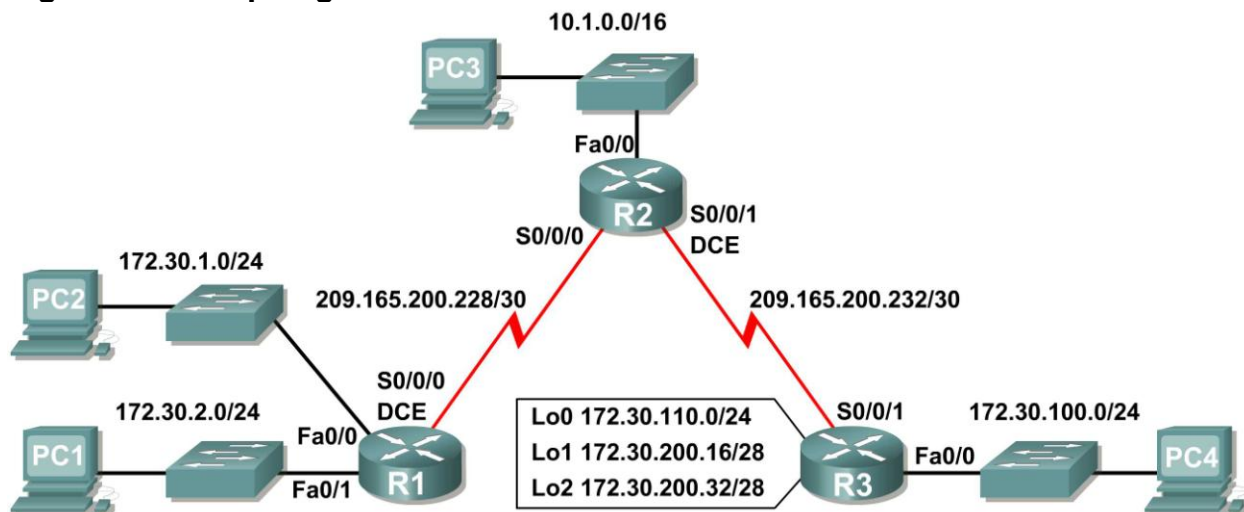 10.1.0.0/16
PC3
Fa0/0
R2
S0/0/1
DCE
S0/0/0
172.30.1.0/24
PC2
209.165.200.228/30
209.165.200.232/30
S0/0/0
DCE
172.30.2.0/24
Fa0/0
PC1
Fa0/1
R1
Lo0 172.30.110.0/24
Lo1 172.30.200.16/28
Lo2 172.30.200.32/28
S0/0/1
172.30.100.0/24
Fa0/0
R3
PC4